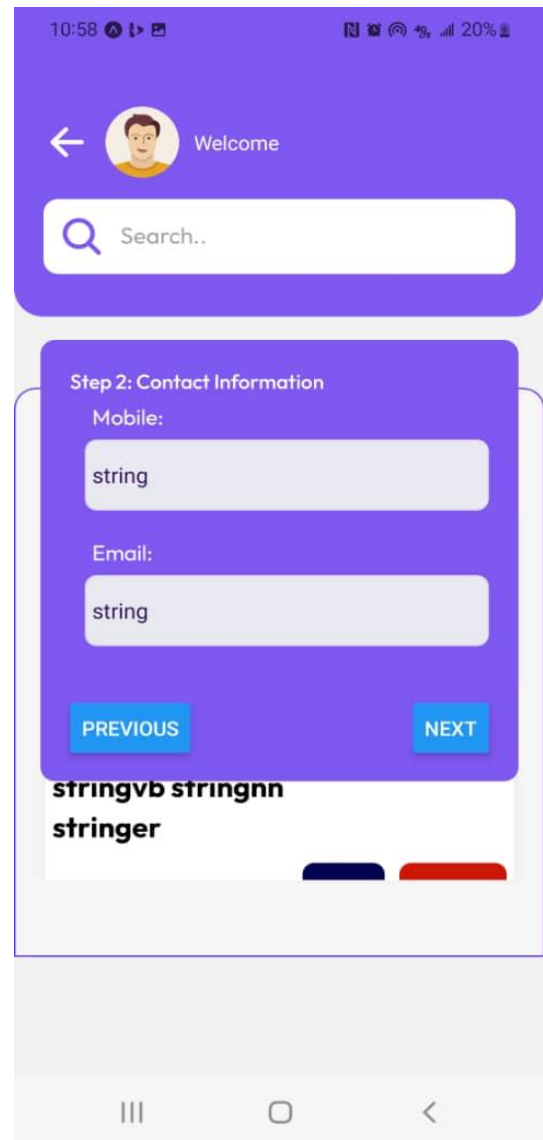 10:58 20%
Welcome
Search..
Step 2: Contact Information
Mobile:
string
Email:
string
PREVIOUS NEXT
stringvb stringnn
stringer